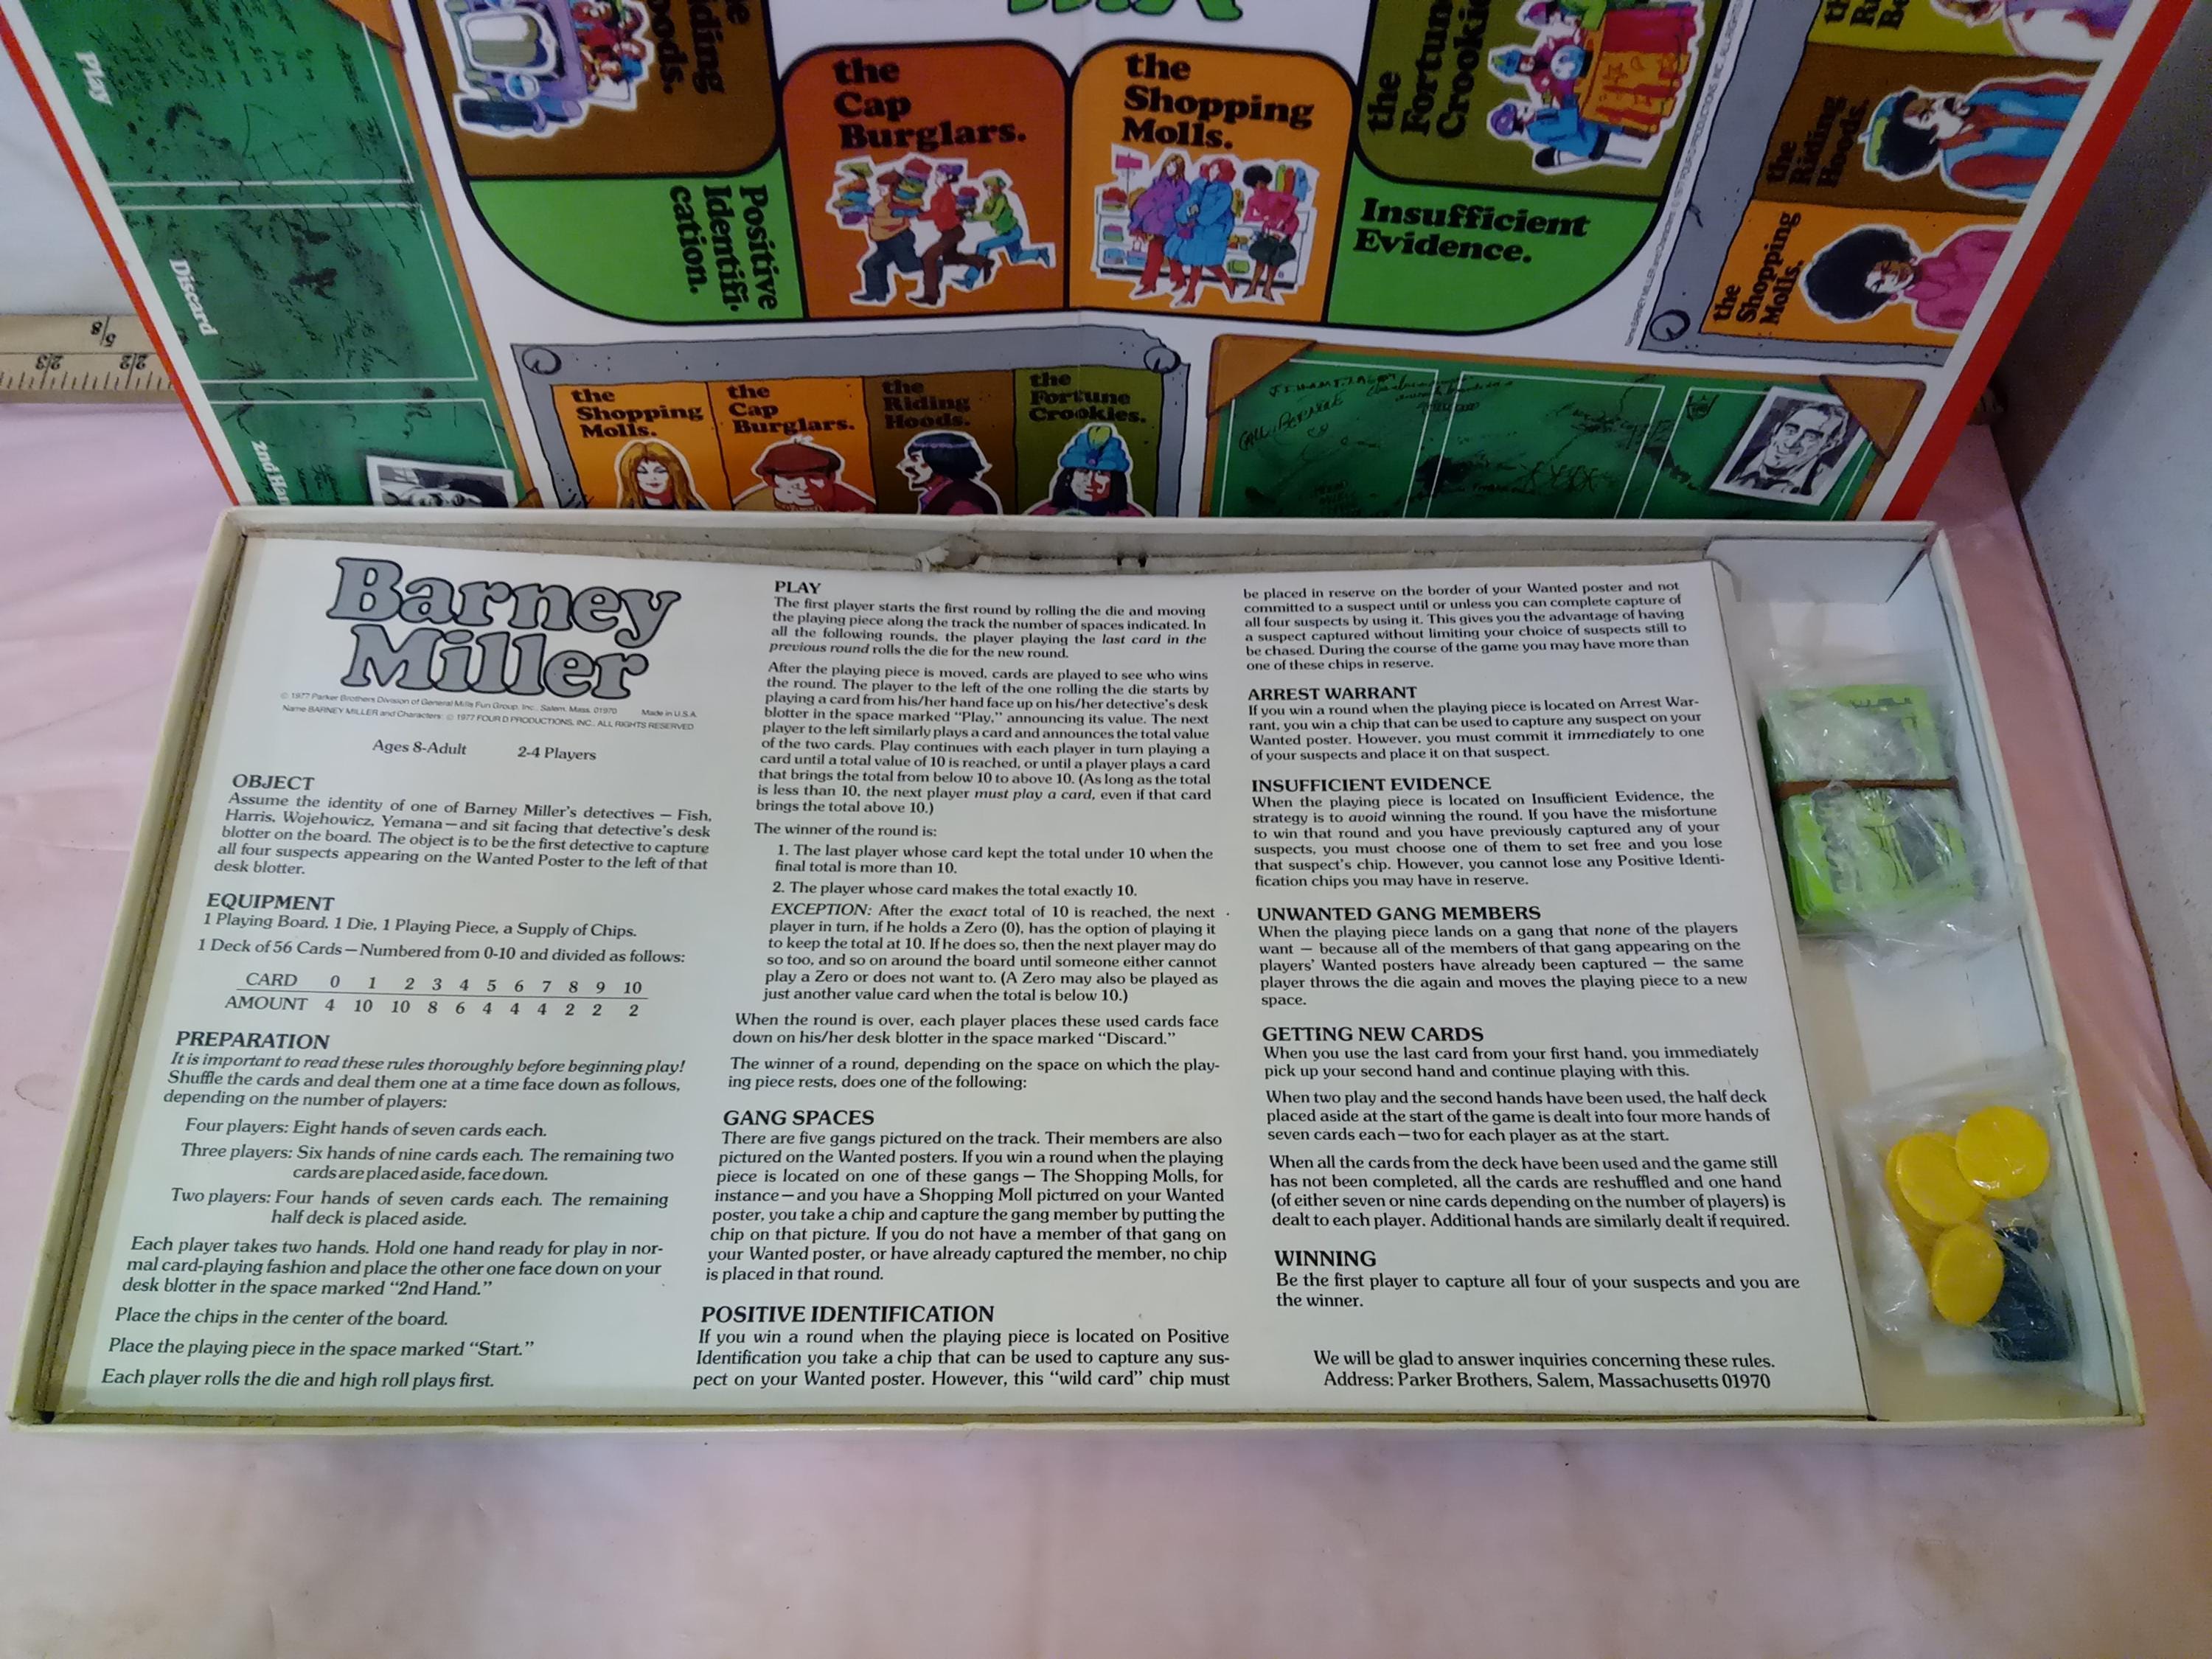 Play
Discard
2nd
Riding
Hoods.
Positive
Identifi-
cation.
the
Cap
Burglars.
the
Shopping
Molls.
the
Fortune
Crookies.
Insufficient
Evidence.
the
Riding
Hoods.
the
Shopping
Molls.
the
Shopping
Molls.
the
Cap
Burglars.
the
Riding
Hoods.
the
Fortune
Crookies.
Barney
Miller
© 1977 Parker Brothers Division of General Mills Fun Group, Inc., Salem, Mass. 01970 Made in U.S.A.
Name BARNEY MILLER and Characters: © 1977 FOUR D PRODUCTIONS, INC., ALL RIGHTS RESERVED
Ages 8-Adult 2-4 Players
OBJECT
Assume the identity of one of Barney Miller's detectives — Fish,
Harris, Wojehowicz, Yemana — and sit facing that detective's desk
blotter on the board. The object is to be the first detective to capture
all four suspects appearing on the Wanted Poster to the left of that
desk blotter.
EQUIPMENT
1 Playing Board, 1 Die, 1 Playing Piece, a Supply of Chips.
1 Deck of 56 Cards — Numbered from 0-10 and divided as follows:
CARD 0 1 2 3 4 5 6 7 8 9 10
AMOUNT 4 10 10 8 6 4 4 4 2 2 2
PREPARATION
It is important to read these rules thoroughly before beginning play!
Shuffle the cards and deal them one at a time face down as follows,
depending on the number of players:
Four players: Eight hands of seven cards each.
Three players: Six hands of nine cards each. The remaining two
cards are placed aside, face down.
Two players: Four hands of seven cards each. The remaining
half deck is placed aside.
Each player takes two hands. Hold one hand ready for play in nor-
mal card-playing fashion and place the other one face down on your
desk blotter in the space marked "2nd Hand."
Place the chips in the center of the board.
Place the playing piece in the space marked "Start."
Each player rolls the die and high roll plays first.
PLAY
The first player starts the first round by rolling the die and moving
the playing piece along the track the number of spaces indicated. In
all the following rounds, the player playing the last card in the
previous round rolls the die for the new round.
After the playing piece is moved, cards are played to see who wins
the round. The player to the left of the one rolling the die starts by
playing a card from his/her hand face up on his/her detective's desk
blotter in the space marked "Play," announcing its value. The next
player to the left similarly plays a card and announces the total value
of the two cards. Play continues with each player in turn playing a
card until a total value of 10 is reached, or until a player plays a card
that brings the total from below 10 to above 10. (As long as the total
is less than 10, the next player must play a card, even if that card
brings the total above 10.)
The winner of the round is:
1. The last player whose card kept the total under 10 when the
final total is more than 10.
2. The player whose card makes the total exactly 10.
EXCEPTION: After the exact total of 10 is reached, the next
player in turn, if he holds a Zero (0), has the option of playing it
to keep the total at 10. If he does so, then the next player may do
so too, and so on around the board until someone either cannot
play a Zero or does not want to. (A Zero may also be played as
just another value card when the total is below 10.)
When the round is over, each player places these used cards face
down on his/her desk blotter in the space marked "Discard."
The winner of a round, depending on the space on which the play-
ing piece rests, does one of the following:
GANG SPACES
There are five gangs pictured on the track. Their members are also
pictured on the Wanted posters. If you win a round when the playing
piece is located on one of these gangs — The Shopping Molls, for
instance — and you have a Shopping Moll pictured on your Wanted
poster, you take a chip and capture the gang member by putting the
chip on that picture. If you do not have a member of that gang on
your Wanted poster, or have already captured the member, no chip
is placed in that round.
POSITIVE IDENTIFICATION
If you win a round when the playing piece is located on Positive
Identification you take a chip that can be used to capture any sus-
pect on your Wanted poster. However, this "wild card" chip must
be placed in reserve on the border of your Wanted poster and not
committed to a suspect until or unless you can complete capture of
all four suspects by using it. This gives you the advantage of having
a suspect captured without limiting your choice of suspects still to
be chased. During the course of the game you may have more than
one of these chips in reserve.
ARREST WARRANT
If you win a round when the playing piece is located on Arrest War-
rant, you win a chip that can be used to capture any suspect on your
Wanted poster. However, you must commit it immediately to one
of your suspects and place it on that suspect.
INSUFFICIENT EVIDENCE
When the playing piece is located on Insufficient Evidence, the
strategy is to avoid winning the round. If you have the misfortune
to win that round and you have previously captured any of your
suspects, you must choose one of them to set free and you lose
that suspect's chip. However, you cannot lose any Positive Identi-
fication chips you may have in reserve.
UNWANTED GANG MEMBERS
When the playing piece lands on a gang that none of the players
want — because all of the members of that gang appearing on the
players' Wanted posters have already been captured — the same
player throws the die again and moves the playing piece to a new
space.
GETTING NEW CARDS
When you use the last card from your first hand, you immediately
pick up your second hand and continue playing with this.
When two play and the second hands have been used, the half deck
placed aside at the start of the game is dealt into four more hands of
seven cards each — two for each player as at the start.
When all the cards from the deck have been used and the game still
has not been completed, all the cards are reshuffled and one hand
(of either seven or nine cards depending on the number of players) is
dealt to each player. Additional hands are similarly dealt if required.
WINNING
Be the first player to capture all four of your suspects and you are
the winner.
We will be glad to answer inquiries concerning these rules.
Address: Parker Brothers, Salem, Massachusetts 01970